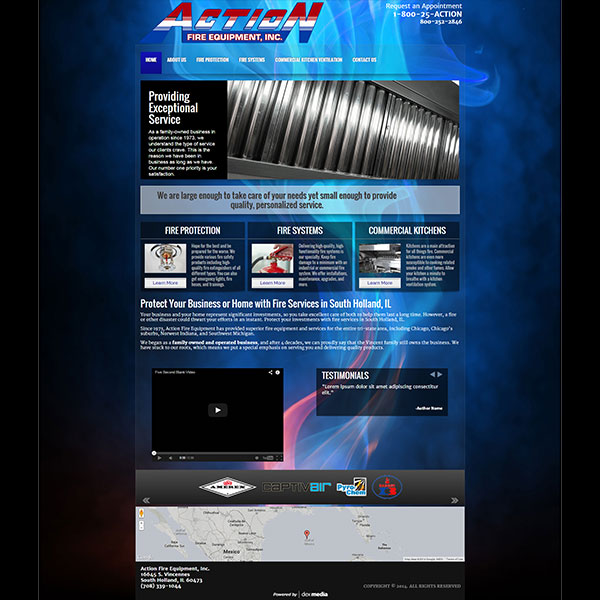 ACTION
FIRE EQUIPMENT, INC.
Request an Appointment
1-800-25-ACTION
800-252-2846
HOME ABOUT US FIRE PROTECTION FIRE SYSTEMS COMMERCIAL KITCHEN VENTILATION CONTACT US
Providing
Exceptional
Service
As a family-owned business in
operation since 1973, we
understand the type of service
our clients crave. This is the
reason we have been in
business as long as we have.
Our number one priority is your
satisfaction.
We are large enough to take care of your needs yet small enough to provide
quality, personalized service.
FIRE PROTECTION
Hope for the best and be
prepared for the worse. We
provide various fire safety
products including high-
quality fire extinguishers of all
different types. You can also
get emergency lights, fire
hoses, and trainings.
Learn More
FIRE SYSTEMS
Delivering high-quality, high
functionality fire systems is
our specialty. Keep fire
damage to a minimum with an
industrial or commercial fire
system. We offer installations,
maintenance, upgrades, and
more.
Learn More
COMMERCIAL KITCHENS
Kitchens are a main attraction
for all things fire. Commercial
kitchens are even more
susceptible to cooking related
smoke and other fumes. Allow
your kitchen a minute to
breathe with a kitchen
ventilation system.
Learn More
Protect Your Business or Home with Fire Services in South Holland, IL
Your business and your home represent significant investments, so you take excellent care of both to help them last a long time. However, a fire
or other disaster could thwart your efforts in an instant. Protect your investments with fire services in South Holland, IL.
Since 1973, Action Fire Equipment has provided superior fire equipment and services for the entire tri-state area, including Chicago, Chicago's
suburbs, Norwest Indiana, and Southwest Michigan.
We began as a family owned and operated business, and after 4 decades, we can proudly say that the Vincent family still owns the business. We
have stuck to our roots, which means we put a special emphasis on serving you and delivering quality products.
Five Second Blank Video
TESTIMONIALS
"Lorem ipsum dolor sit amet adipiscing consectetur
elit."
-Author Name
AMEREX
CAPTIVEAIRE
PYRO
CHEM
Mexico
Action Fire Equipment, Inc.
16645 S. Vincennes
South Holland, IL 60473
(708) 339-1044
COPYRIGHT © 2014. ALL RIGHTS RESERVED
Powered by dexmedia